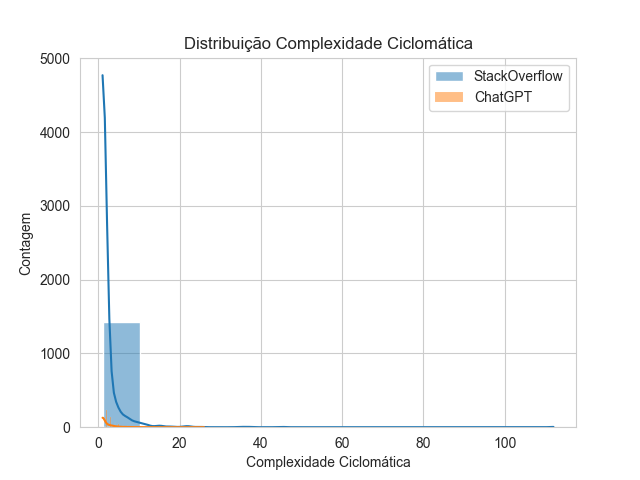 Distribuição Complexidade Ciclomática
StackOverflow
ChatGPT
5000
4000
3000
2000
1000
0
Contagem
0 20 40 60 80 100
Complexidade Ciclomática